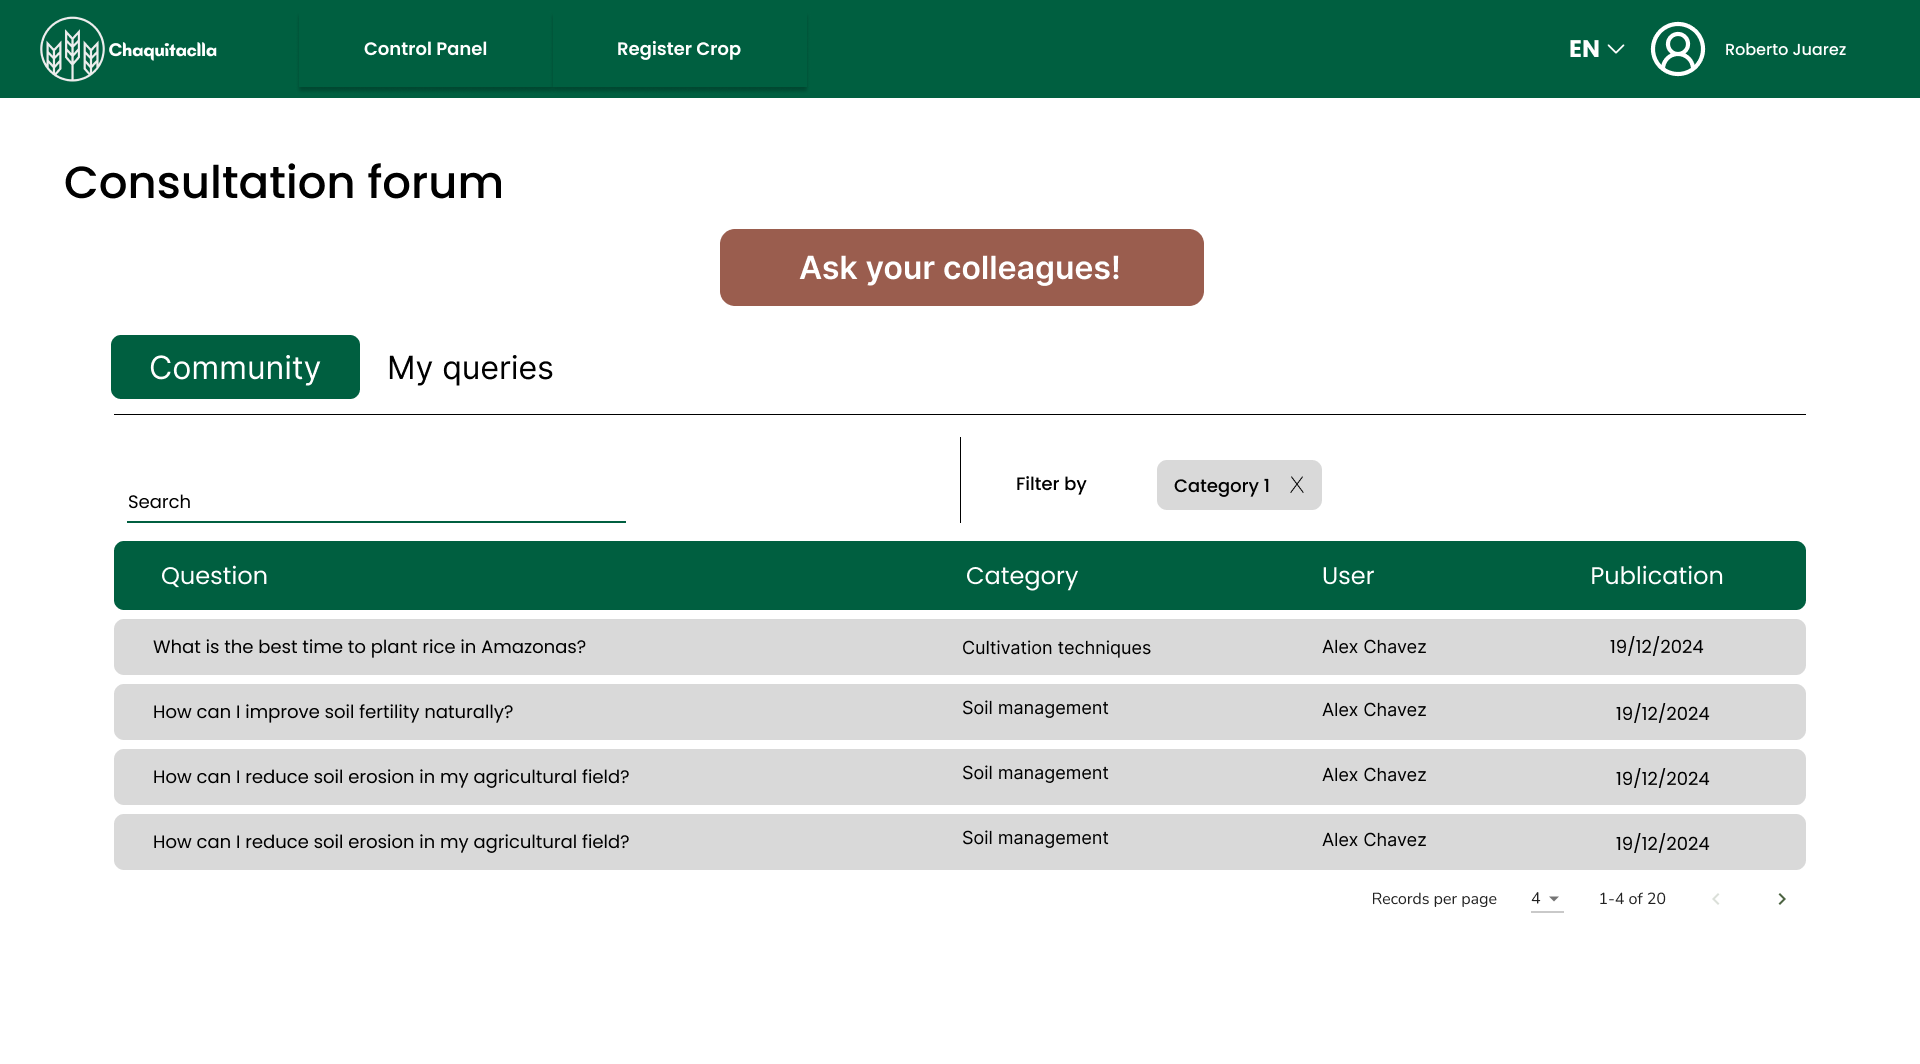 Chaquitaclla
Control Panel
Register Crop
EN
Roberto Juarez
Consultation forum
Ask your colleagues!
Community
My queries
Search
Filter by
Category 1 X
Question Category User Publication
What is the best time to plant rice in Amazonas? Cultivation techniques Alex Chavez 19/12/2024
How can I improve soil fertility naturally? Soil management Alex Chavez 19/12/2024
How can I reduce soil erosion in my agricultural field? Soil management Alex Chavez 19/12/2024
How can I reduce soil erosion in my agricultural field? Soil management Alex Chavez 19/12/2024
Records per page 4 1-4 of 20